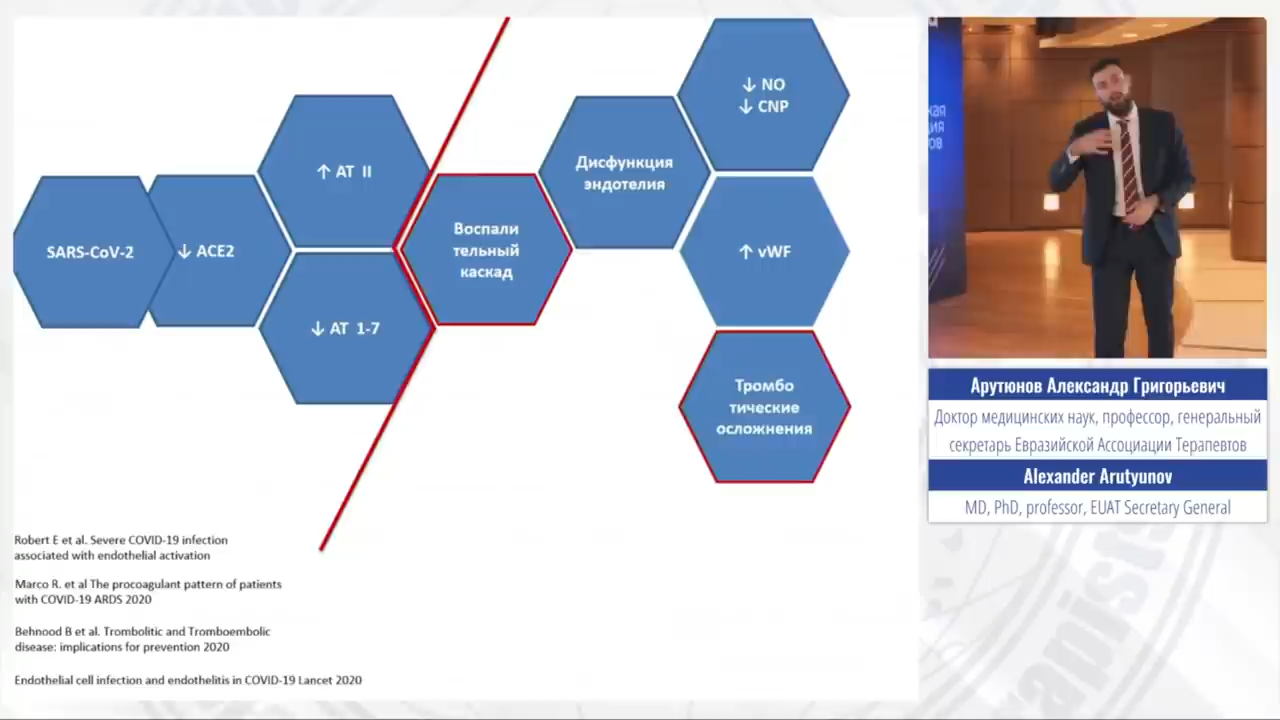 SARS-CoV-2
↓ ACE2
↑ AT II
↓ AT 1-7
Воспали
тельный
каскад
Дисфункция
эндотелия
↓ NO
↓ CNP
↑ vWF
Тромбо
тические
осложнения
Robert E et al. Severe COVID-19 infection
associated with endothelial activation
Marco R. et al The procoagulant pattern of patients
with COVID-19 ARDS 2020
Behnood B et al. Trombolitic and Tromboembolic
disease: implications for prevention 2020
Endothelial cell infection and endothelitis in COVID-19 Lancet 2020
Арутюнов Александр Григорьевич
Доктор медицинских наук, профессор, генеральный
секретарь Евразийской Ассоциации Терапевтов
Alexander Arutyunov
MD, PhD, professor, EUAT Secretary General